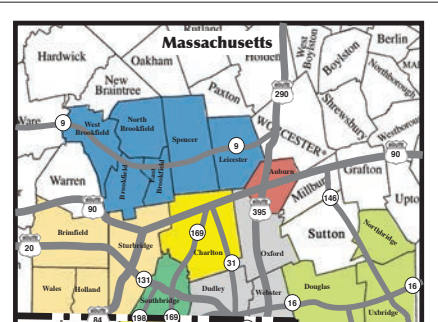 Rutland
Massachusetts
Holden
West
Boylston
Berlin
Boylston
Hardwick
Oakham
Northborough
New
Braintree
Paxton
290
Shrewsbury
WORCESTER
Ware
9
West
Brookfield
North
Brookfield
Spencer
9
Leicester
Westboro
90
Warren
Brookfield
East
Brookfield
Auburn
Millbury
Grafton
146
Upto
90
395
Sutton
Northbridge
20
Brimfield
Sturbridge
169
Charlton
31
Oxford
Wales
Holland
131
Southbridge
Dudley
Webster
Douglas
16
16
Uxbridge
84
198
169